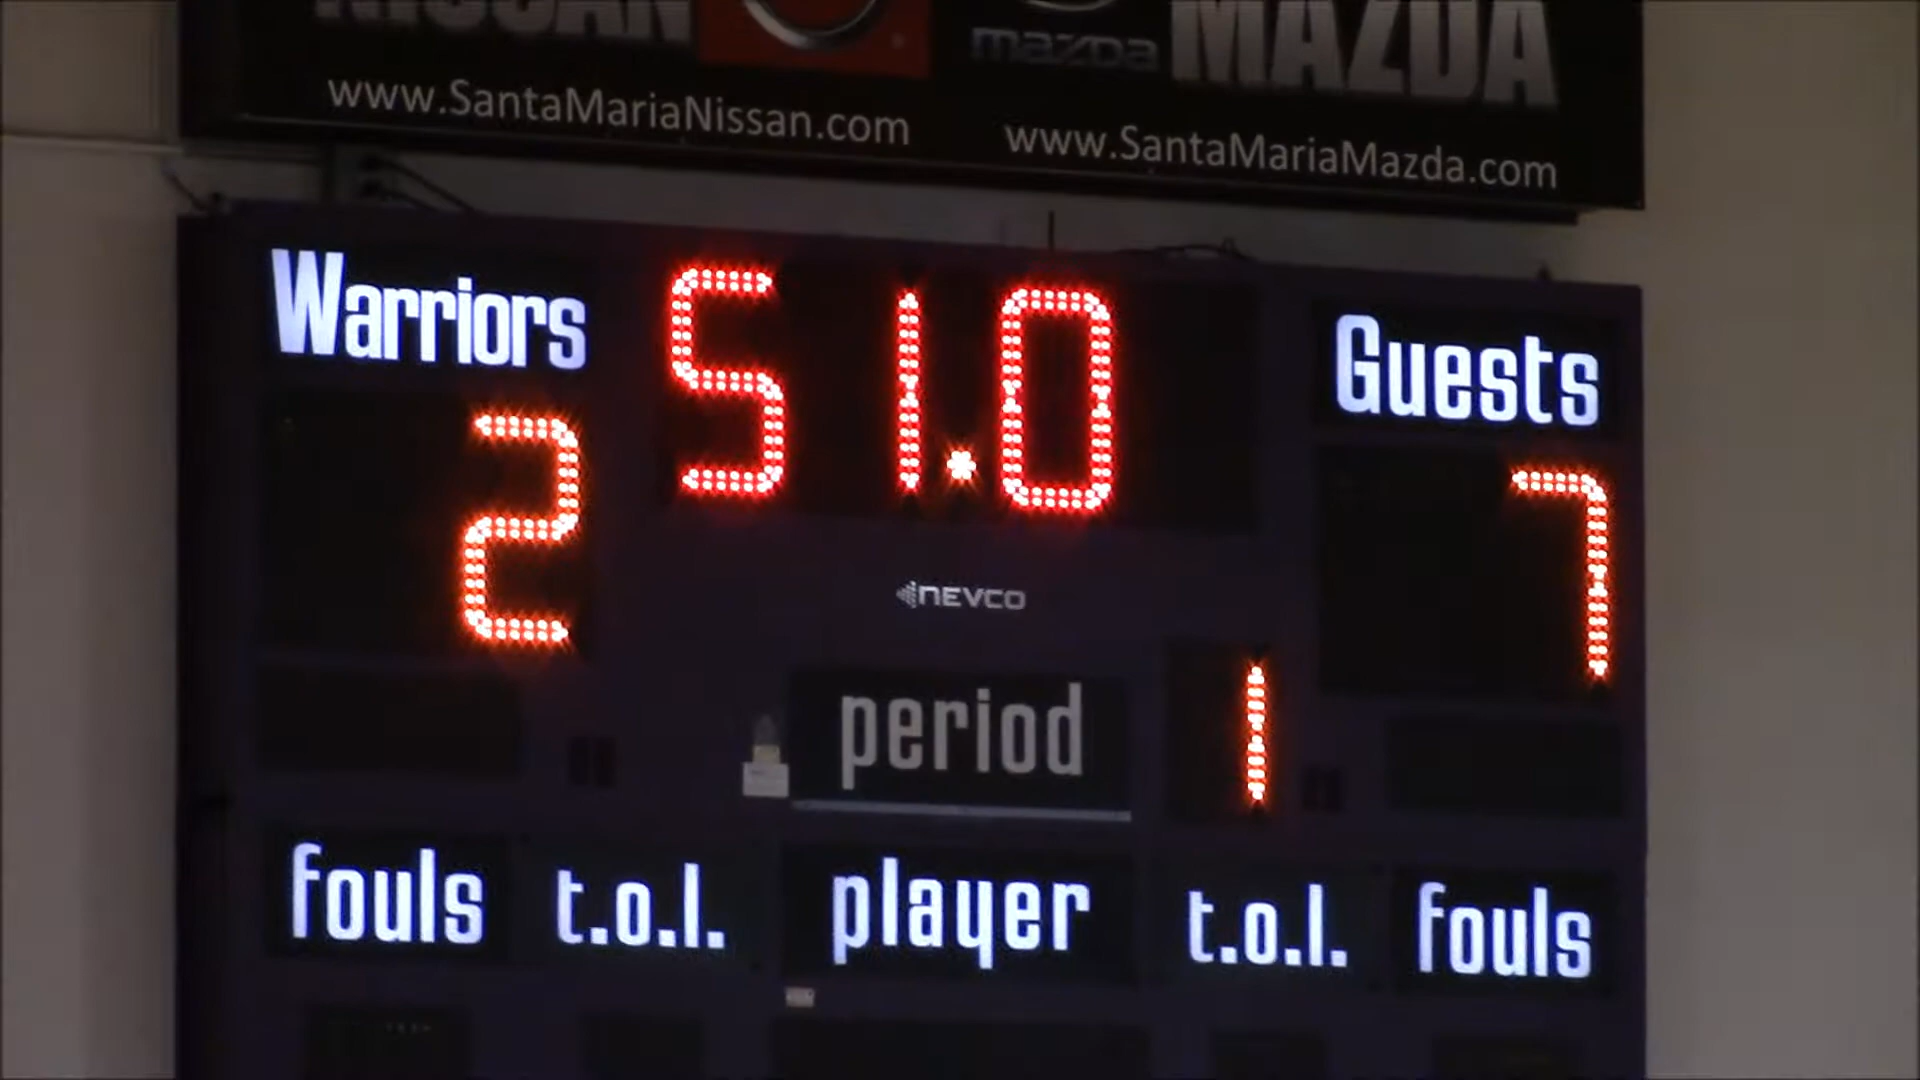 NISSAN mazda MAZDA
www.SantaMariaNissan.com www.SantaMariaMazda.com
Warriors 51.0 Guests
2 7
NEVCO
period 1
fouls t.o.l. player t.o.l. fouls